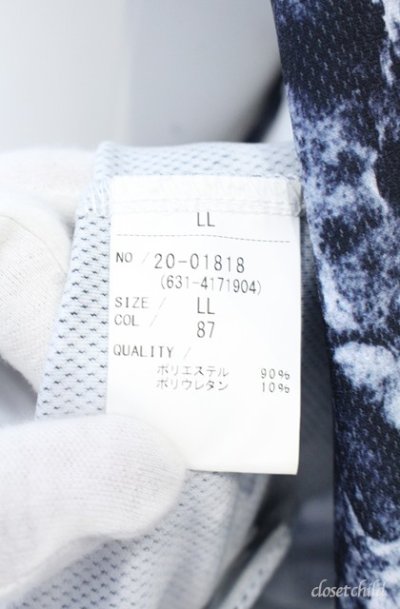 LL
NO / 20-01818
(631-4171904)
SIZE / LL
COL / 87
QUALITY /
ポリエステル 90%
ポリウレタン 10%
closet child